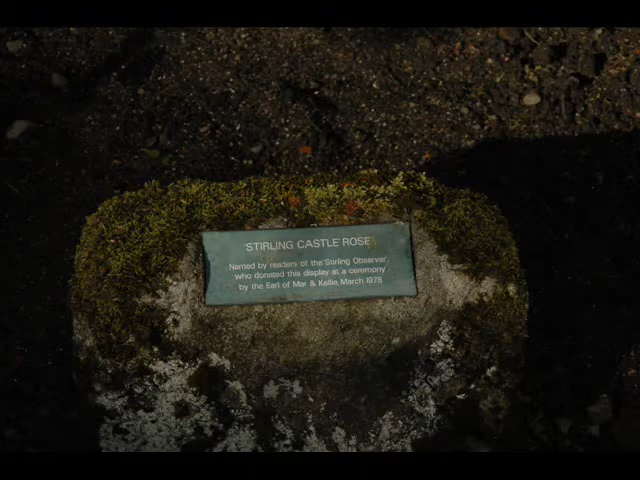 'STIRLING CASTLE' ROSE
Named by readers of the 'Stirling Observer',
who donated this display at a ceremony
by the Earl of Mar & Kellie, March 1978